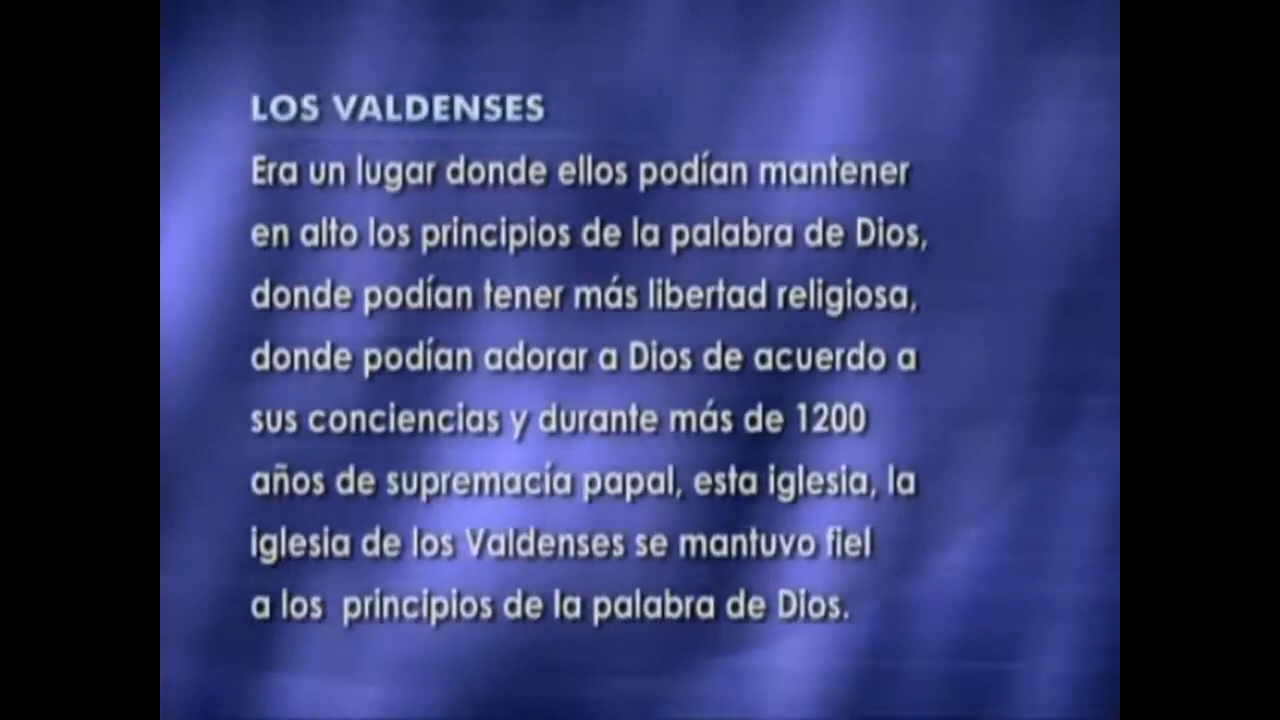 LOS VALDENSES
Era un lugar donde ellos podían mantener
en alto los principios de la palabra de Dios,
donde podían tener más libertad religiosa,
donde podían adorar a Dios de acuerdo a
sus conciencias y durante más de 1200
años de supremacía papal, esta iglesia, la
iglesia de los Valdenses se mantuvo fiel
a los  principios de la palabra de Dios.